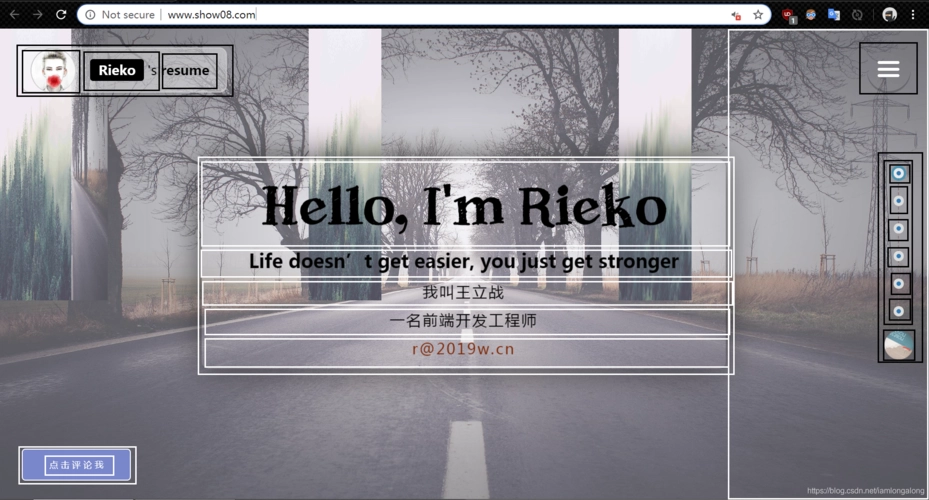 Not secure | www.show08.com
1
Rieko 's resume
Hello, I'm Rieko
Life doesn’t get easier, you just get stronger
我叫王立战
一名前端开发工程师
r@2019w.cn
点击评论我
https://blog.csdn.net/iamlongalong